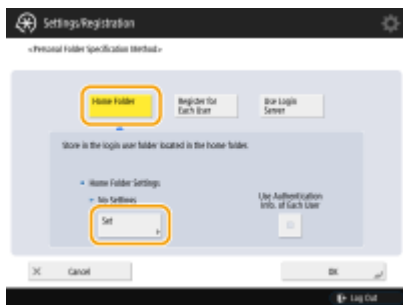 Settings/Registration
<Personal Folder Specification Method>
Home Folder
Register for
Each User
Use Login
Server
Store in the login user folder located in the home folder.
Home Folder Settings
No Settings
Set
Use Authentication
Info. of Each User
Cancel
OK
Log Out